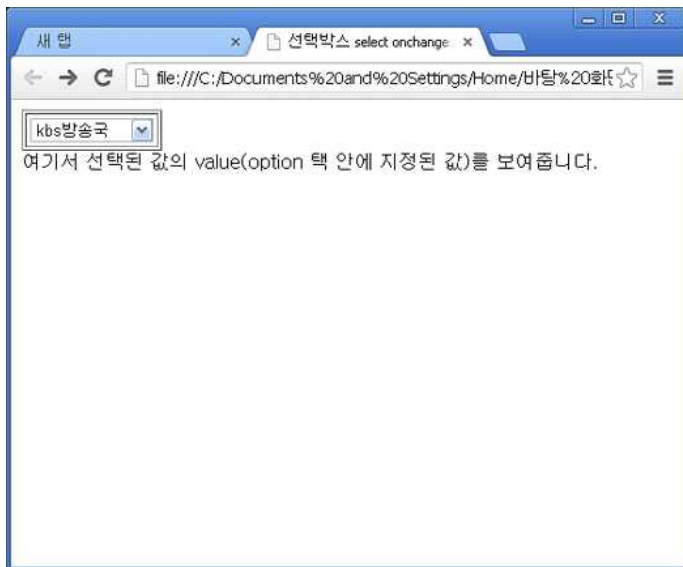 새 탭
선택박스 select onchange
file:///C:/Documents%20and%20Settings/Home/바탕%20화면
kbs방송국
여기서 선택된 값의 value(option 택 안에 지정된 값)를 보여줍니다.